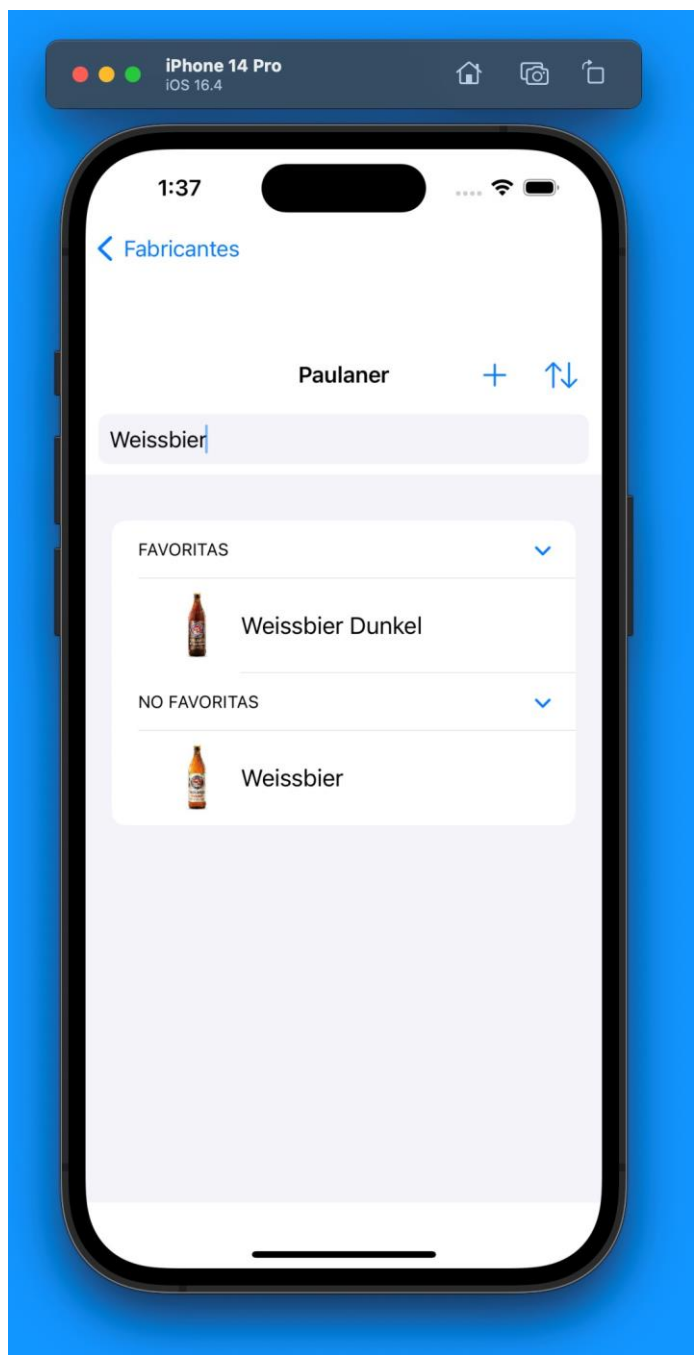 iPhone 14 Pro
iOS 16.4
1:37
Fabricantes
Paulaner
Weissbier
FAVORITAS
Weissbier Dunkel
NO FAVORITAS
Weissbier